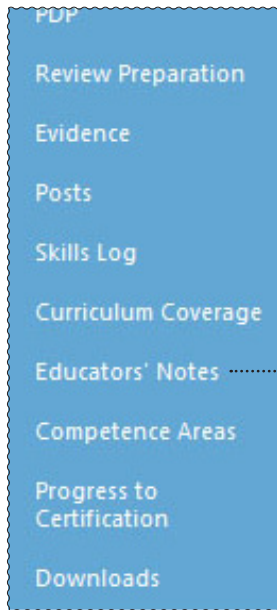 PDP
Review Preparation
Evidence
Posts
Skills Log
Curriculum Coverage
Educators' Notes
Competence Areas
Progress to
Certification
Downloads